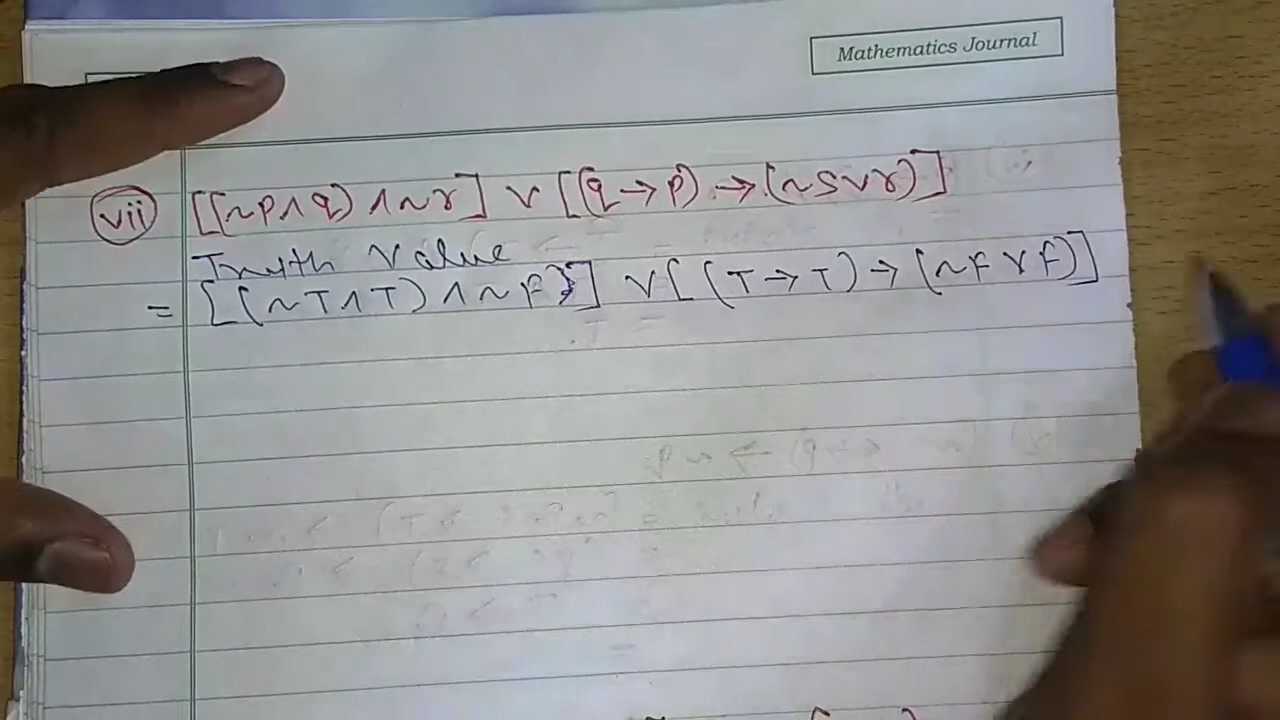 Mathematics Journal
(vii) [(~p∧q)∧~r] ∨ [(q→p)→(~s∨r)]
Truth Value
= [(~T∧T)∧~F] ∨ [(T→T)→(~F∨F)]